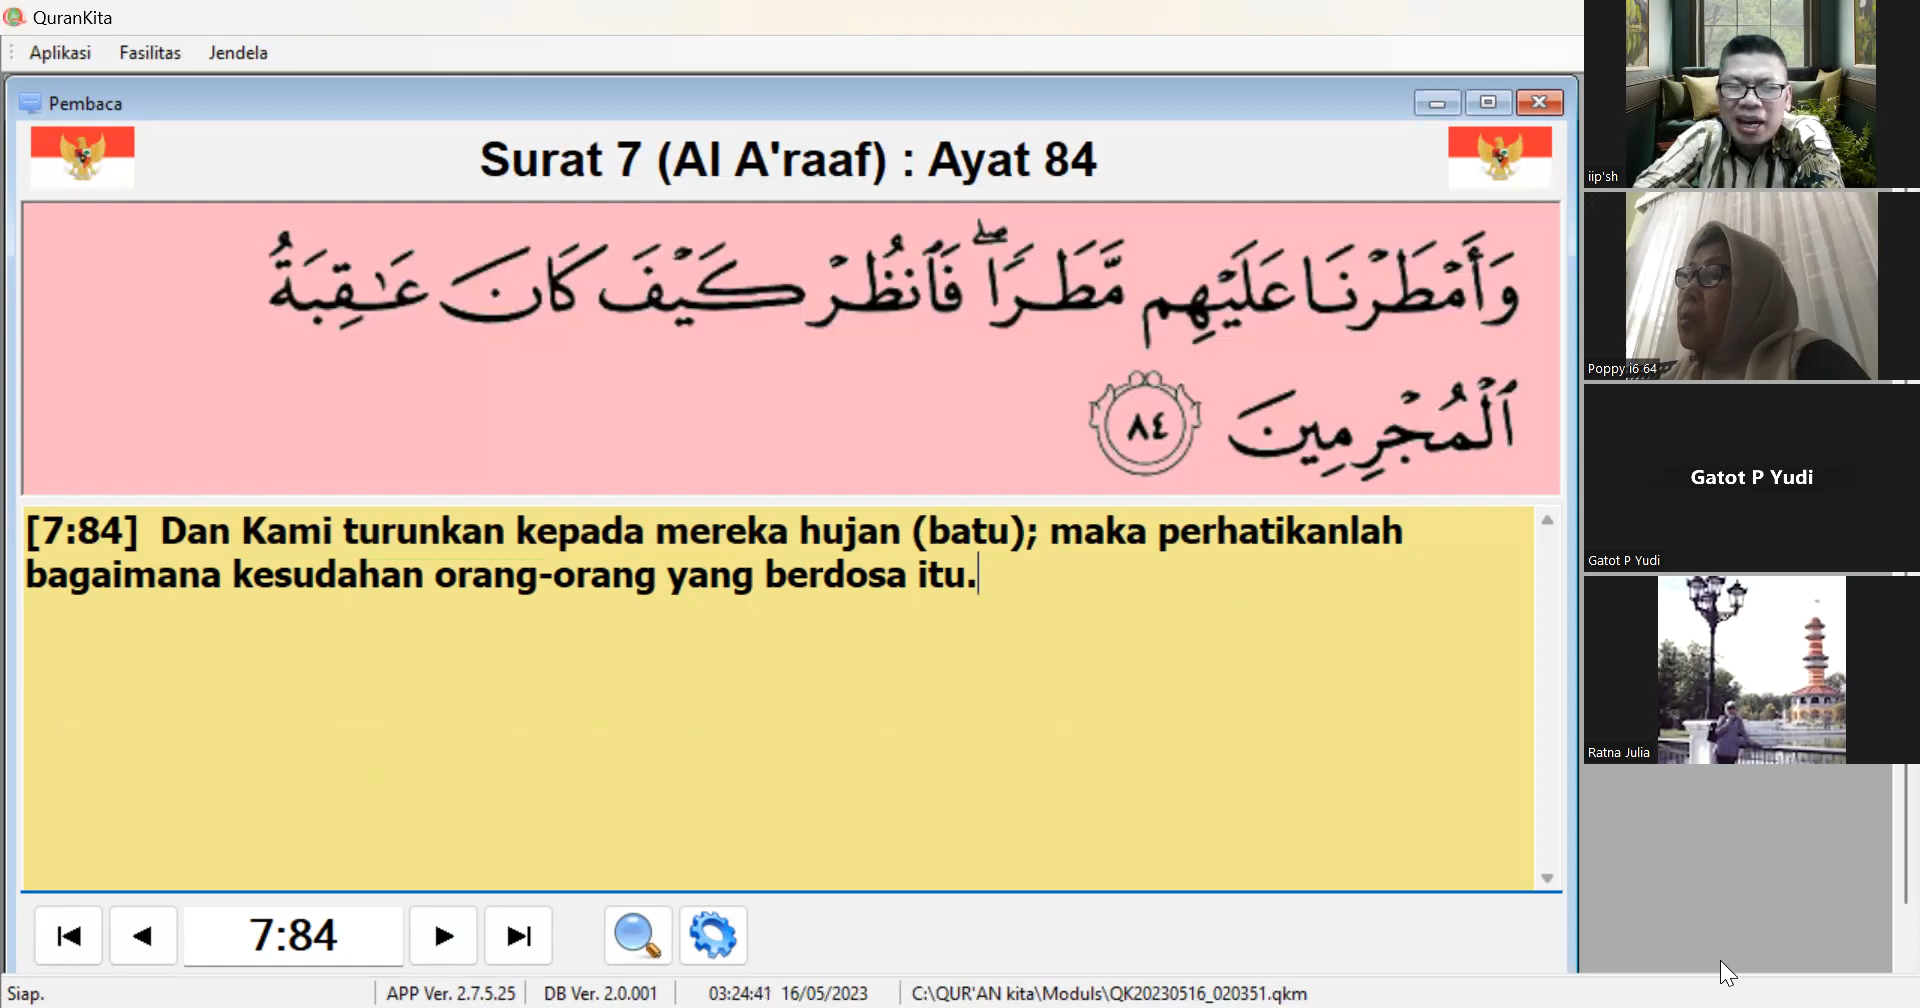 QuranKita
Aplikasi Fasilitas Jendela
Pembaca
Surat 7 (Al A'raaf) : Ayat 84
وَأَمْطَرْنَا عَلَيْهِم مَّطَرًا ۖ فَٱنظُرْ كَيْفَ كَانَ عَـٰقِبَةُ
ٱلْمُجْرِمِينَ ٨٤
[7:84] Dan Kami turunkan kepada mereka hujan (batu); maka perhatikanlah
bagaimana kesudahan orang-orang yang berdosa itu.
7:84
Siap. APP Ver. 2.7.5.25 DB Ver. 2.0.001 03:24:41 16/05/2023 C:\QUR'AN kita\Moduls\QK20230516_020351.qkm
iip'sh
Poppy i6 64
Gatot P Yudi
Gatot P Yudi
Ratna Julia